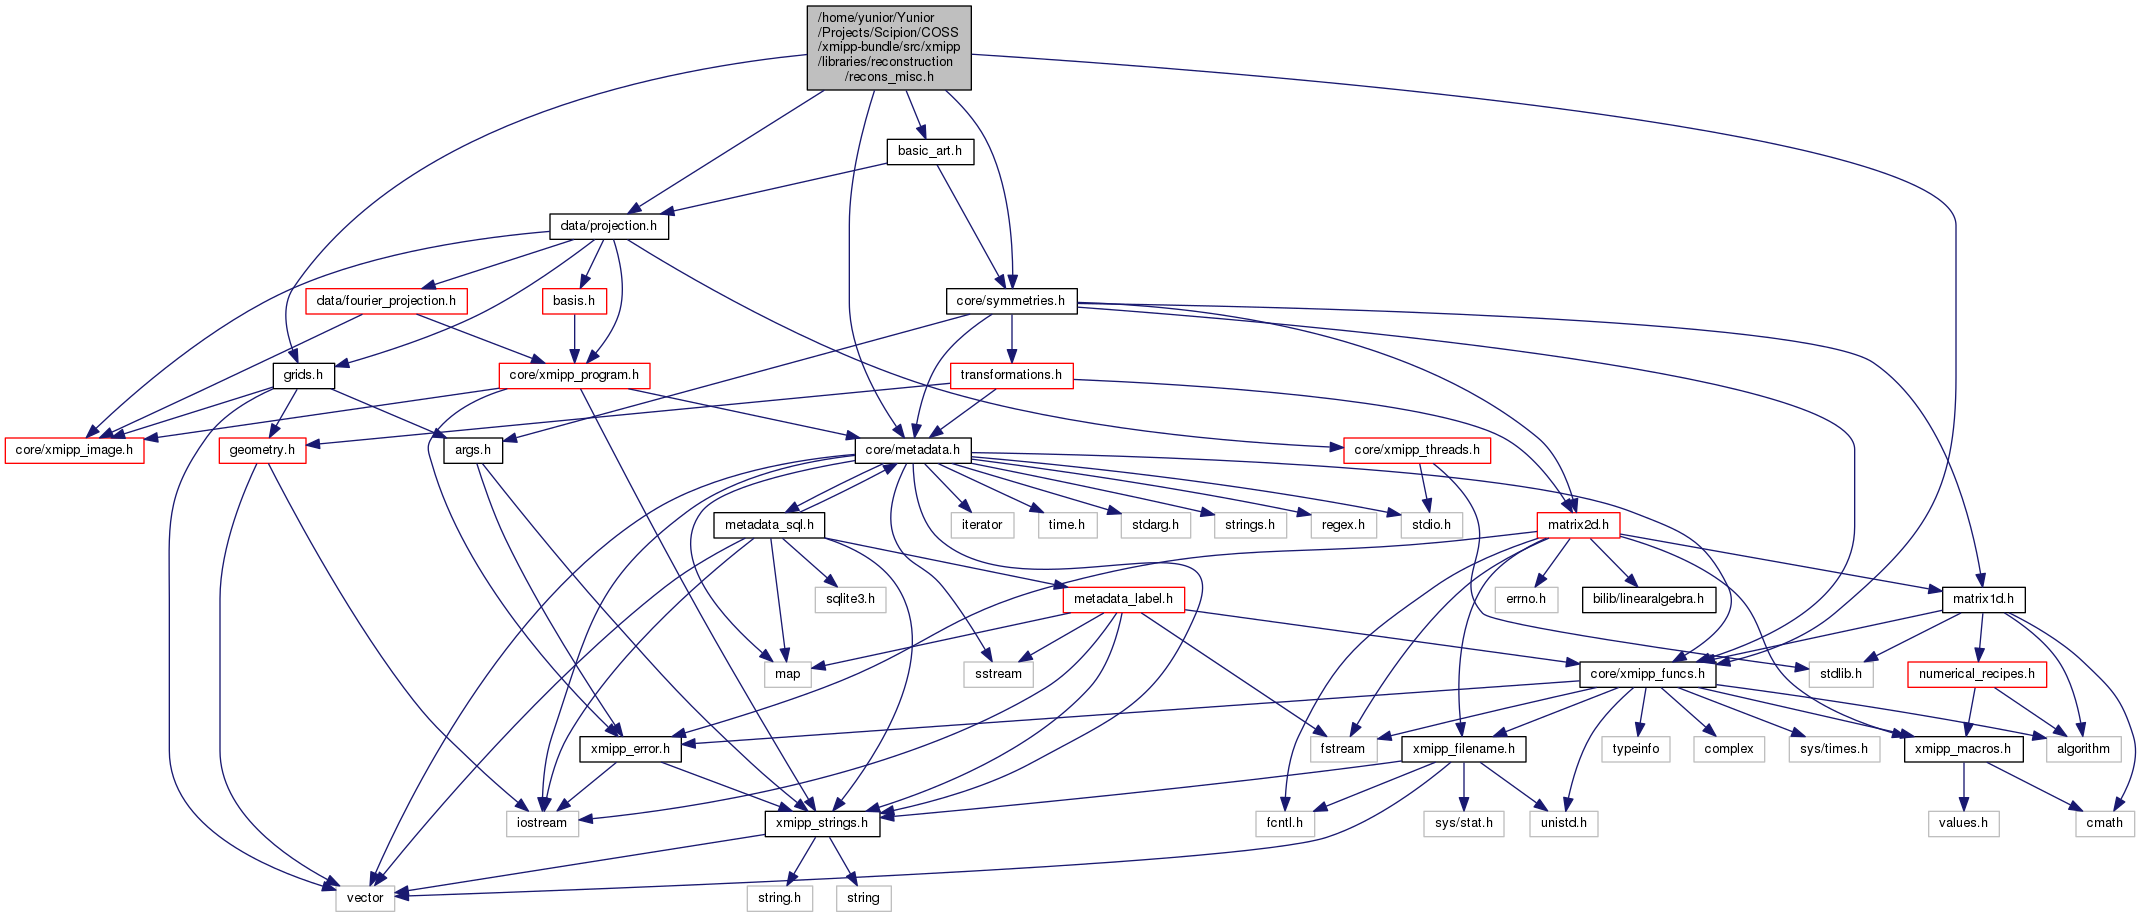 /home/yunior/Yunior
/Projects/Scipion/COSS
/xmipp-bundle/src/xmipp
/libraries/reconstruction
/recons_misc.h
basic_art.h
data/projection.h
data/fourier_projection.h
basis.h
core/symmetries.h
grids.h
core/xmipp_program.h
transformations.h
core/xmipp_image.h
geometry.h
args.h
core/metadata.h
core/xmipp_threads.h
metadata_sql.h
iterator
time.h
stdarg.h
strings.h
regex.h
stdio.h
matrix2d.h
sqlite3.h
metadata_label.h
errno.h
bilib/linearalgebra.h
matrix1d.h
map
sstream
core/xmipp_funcs.h
stdlib.h
numerical_recipes.h
xmipp_error.h
fstream
xmipp_filename.h
typeinfo
complex
sys/times.h
xmipp_macros.h
algorithm
iostream
xmipp_strings.h
fcntl.h
sys/stat.h
unistd.h
values.h
cmath
vector
string.h
string